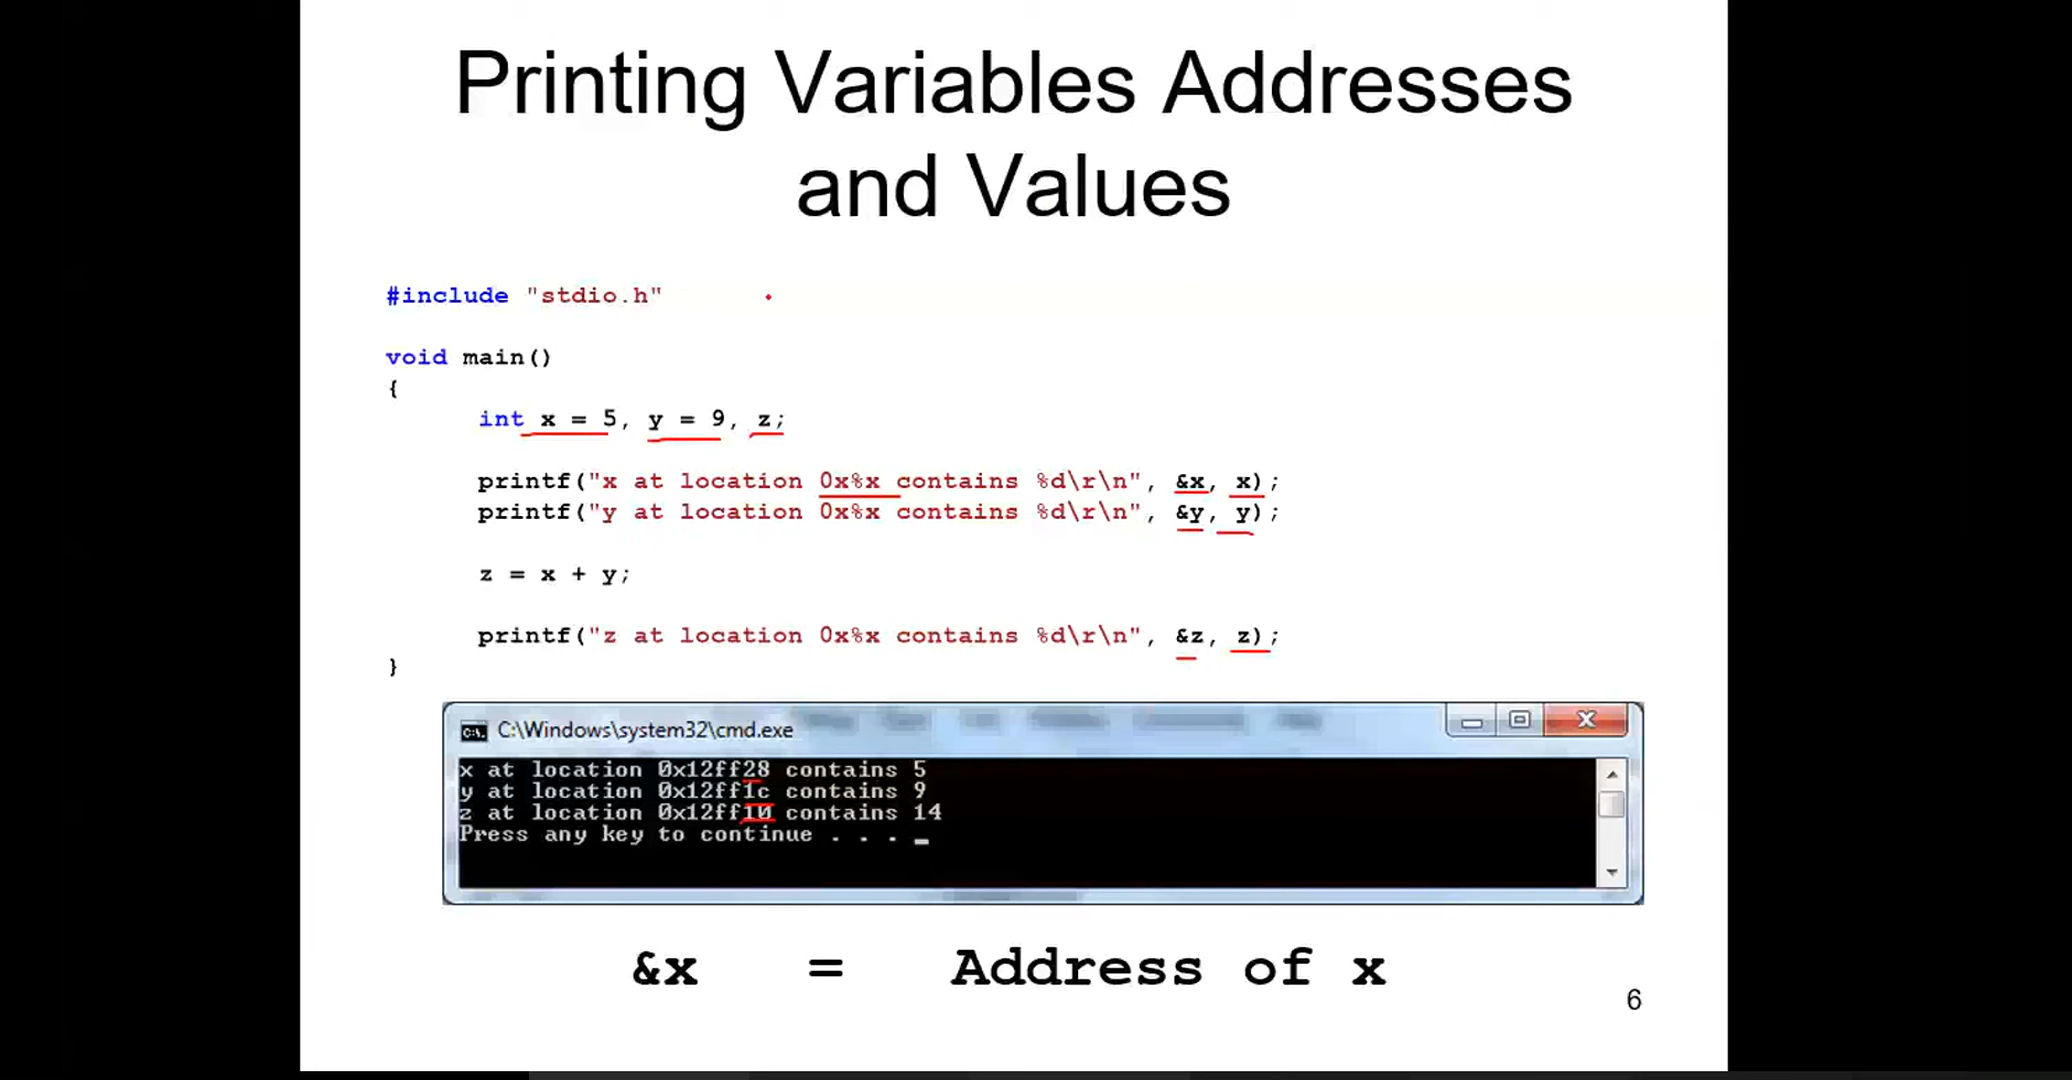 Printing Variables Addresses
and Values
#include "stdio.h"
void main()
{
int x = 5, y = 9, z;
printf("x at location 0x%x contains %d\r\n", &x, x);
printf("y at location 0x%x contains %d\r\n", &y, y);
z = x + y;
printf("z at location 0x%x contains %d\r\n", &z, z);
}
C:\Windows\system32\cmd.exe
x at location 0x12ff28 contains 5
y at location 0x12ff1c contains 9
z at location 0x12ff10 contains 14
Press any key to continue . . . _
&x = Address of x
6